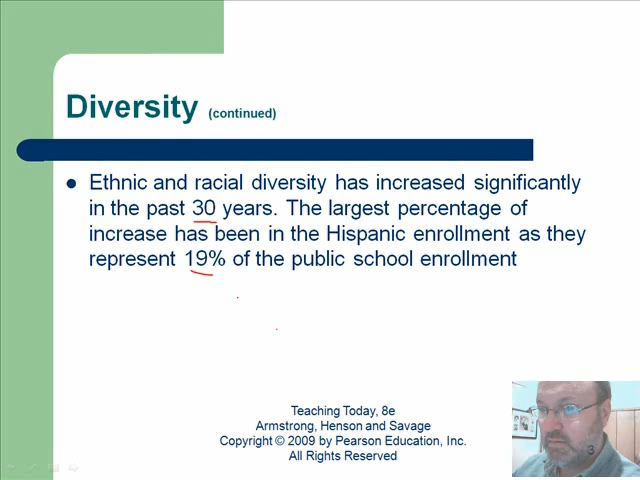 Diversity (continued)
Ethnic and racial diversity has increased significantly
in the past 30 years. The largest percentage of
increase has been in the Hispanic enrollment as they
represent 19% of the public school enrollment
Teaching Today, 8e
Armstrong, Henson and Savage
Copyright © 2009 by Pearson Education, Inc.
All Rights Reserved
3